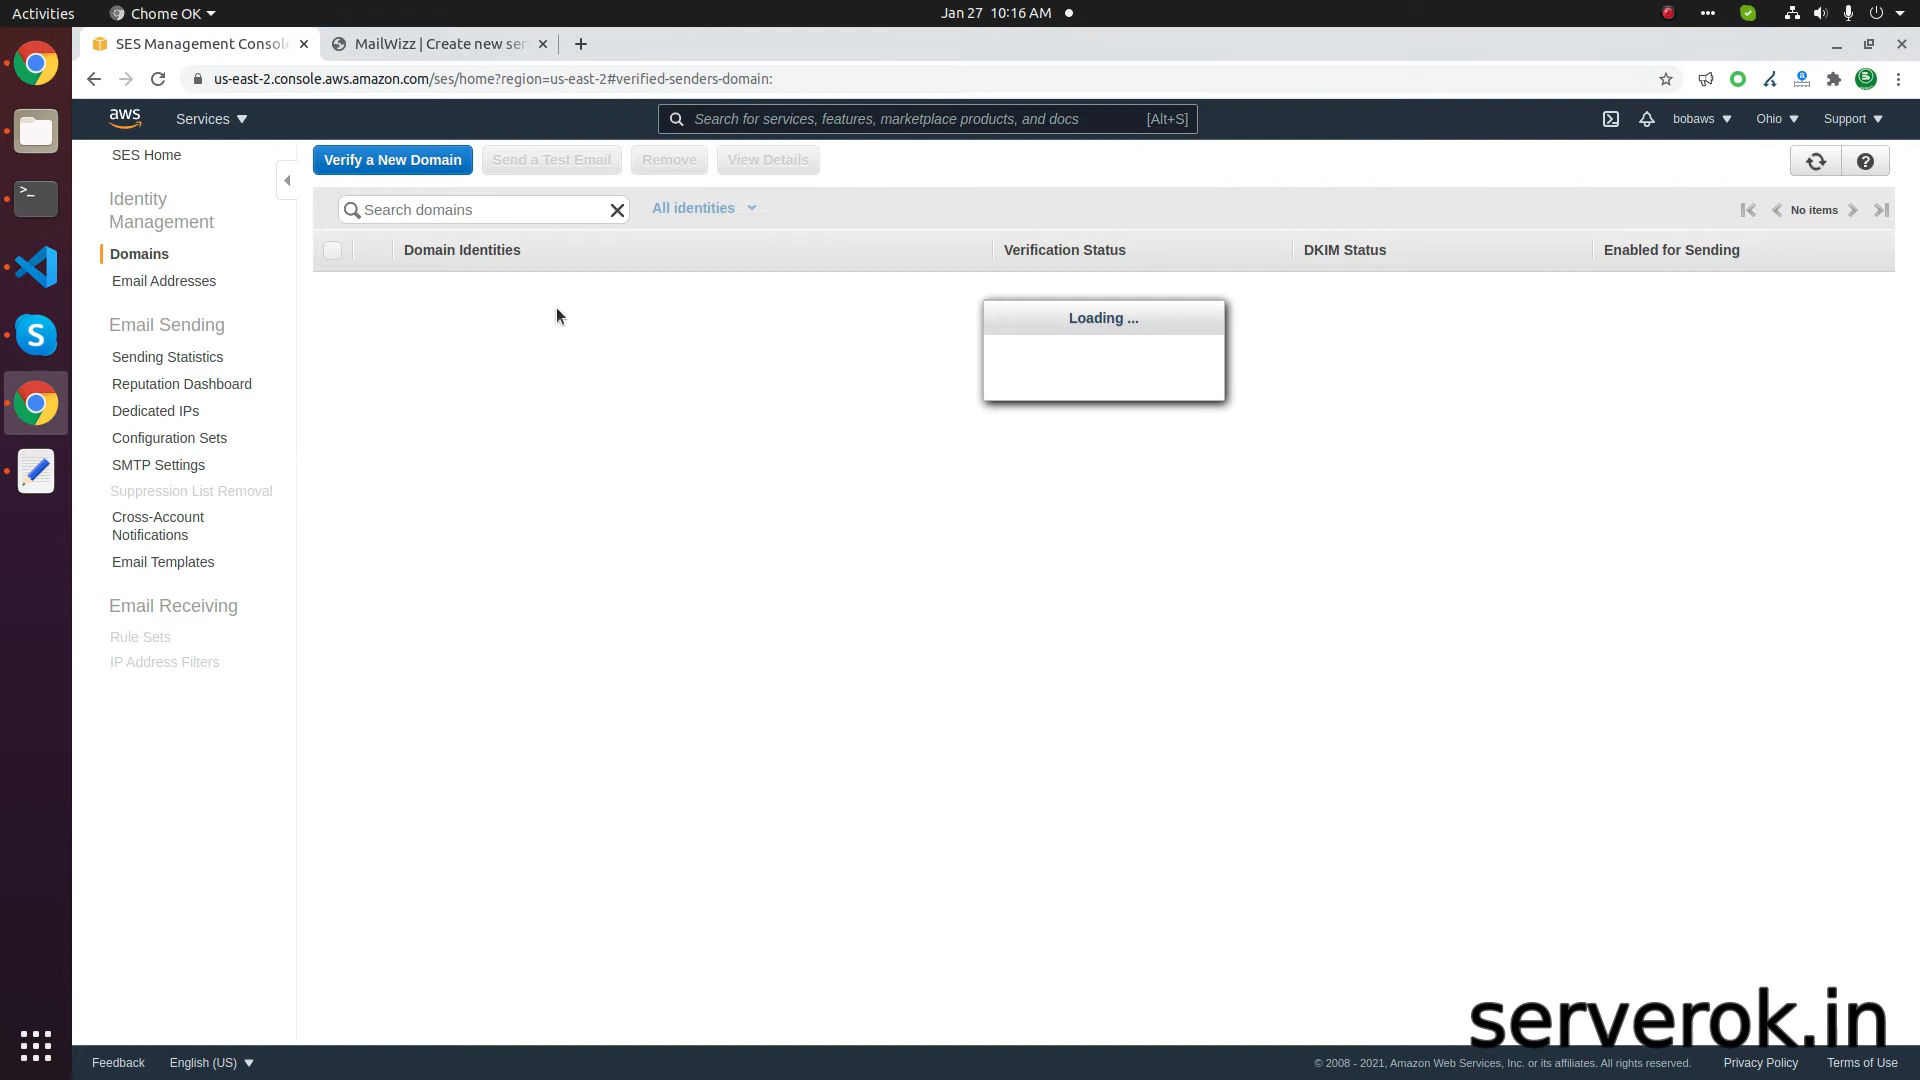 Activities
Chome OK
Jan 27 10:16 AM
SES Management Consol
MailWizz | Create new ser
us-east-2.console.aws.amazon.com/ses/home?region=us-east-2#verified-senders-domain:
aws
Services
Search for services, features, marketplace products, and docs
[Alt+S]
bobaws
Ohio
Support
SES Home
Identity
Management
Domains
Email Addresses
Email Sending
Sending Statistics
Reputation Dashboard
Dedicated IPs
Configuration Sets
SMTP Settings
Suppression List Removal
Cross-Account
Notifications
Email Templates
Email Receiving
Rule Sets
IP Address Filters
Verify a New Domain
Send a Test Email
Remove
View Details
Search domains
All identities
No items
Domain Identities
Verification Status
DKIM Status
Enabled for Sending
Loading ...
serverok.in
Feedback
English (US)
© 2008 - 2021, Amazon Web Services, Inc. or its affiliates. All rights reserved.
Privacy Policy
Terms of Use